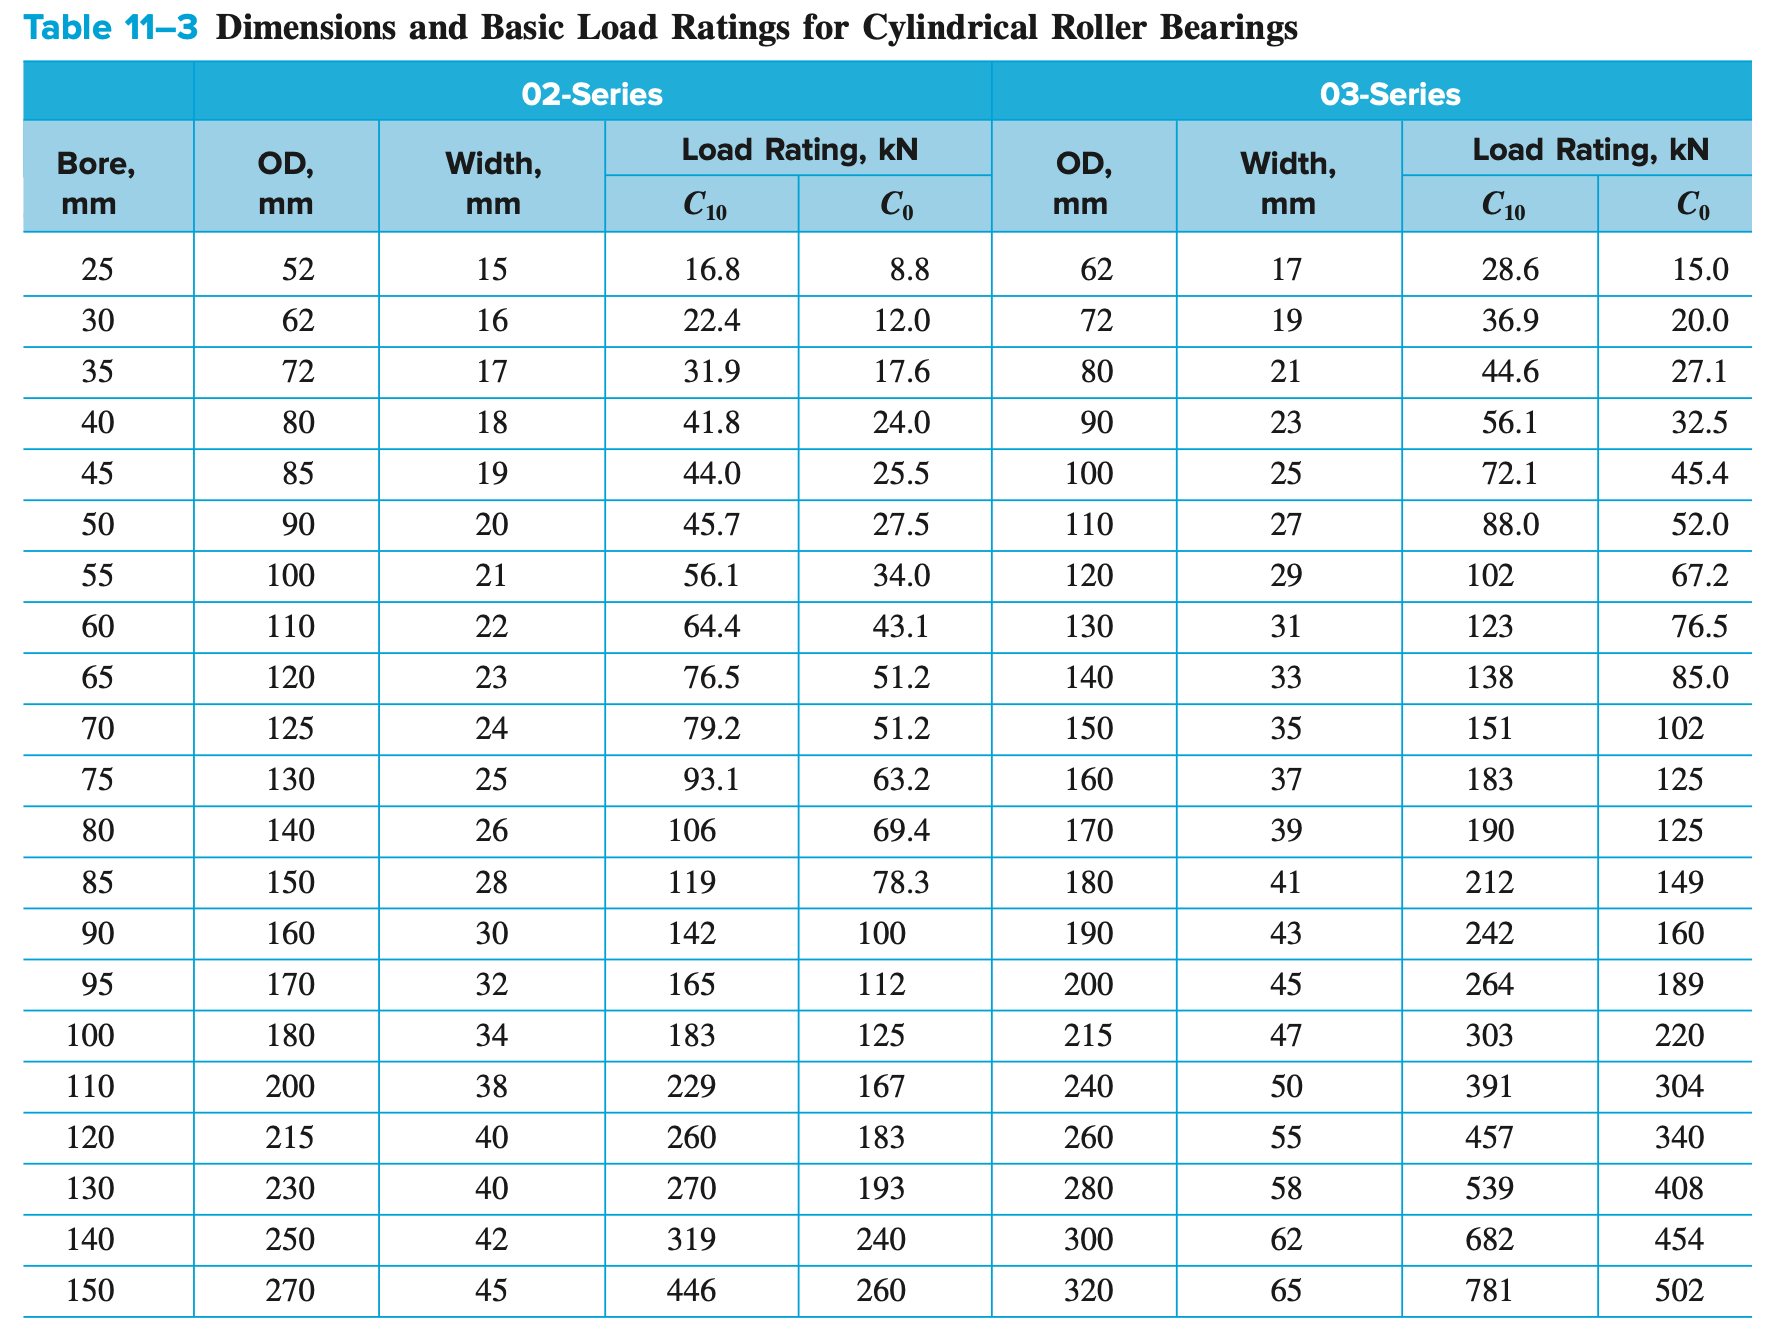 Table 11–3 Dimensions and Basic Load Ratings for Cylindrical Roller Bearings
02-Series 03-Series
Bore, mm OD, mm Width, mm Load Rating, kN OD, mm Width, mm Load Rating, kN
C10 C0 C10 C0
25 52 15 16.8 8.8 62 17 28.6 15.0
30 62 16 22.4 12.0 72 19 36.9 20.0
35 72 17 31.9 17.6 80 21 44.6 27.1
40 80 18 41.8 24.0 90 23 56.1 32.5
45 85 19 44.0 25.5 100 25 72.1 45.4
50 90 20 45.7 27.5 110 27 88.0 52.0
55 100 21 56.1 34.0 120 29 102 67.2
60 110 22 64.4 43.1 130 31 123 76.5
65 120 23 76.5 51.2 140 33 138 85.0
70 125 24 79.2 51.2 150 35 151 102
75 130 25 93.1 63.2 160 37 183 125
80 140 26 106 69.4 170 39 190 125
85 150 28 119 78.3 180 41 212 149
90 160 30 142 100 190 43 242 160
95 170 32 165 112 200 45 264 189
100 180 34 183 125 215 47 303 220
110 200 38 229 167 240 50 391 304
120 215 40 260 183 260 55 457 340
130 230 40 270 193 280 58 539 408
140 250 42 319 240 300 62 682 454
150 270 45 446 260 320 65 781 502